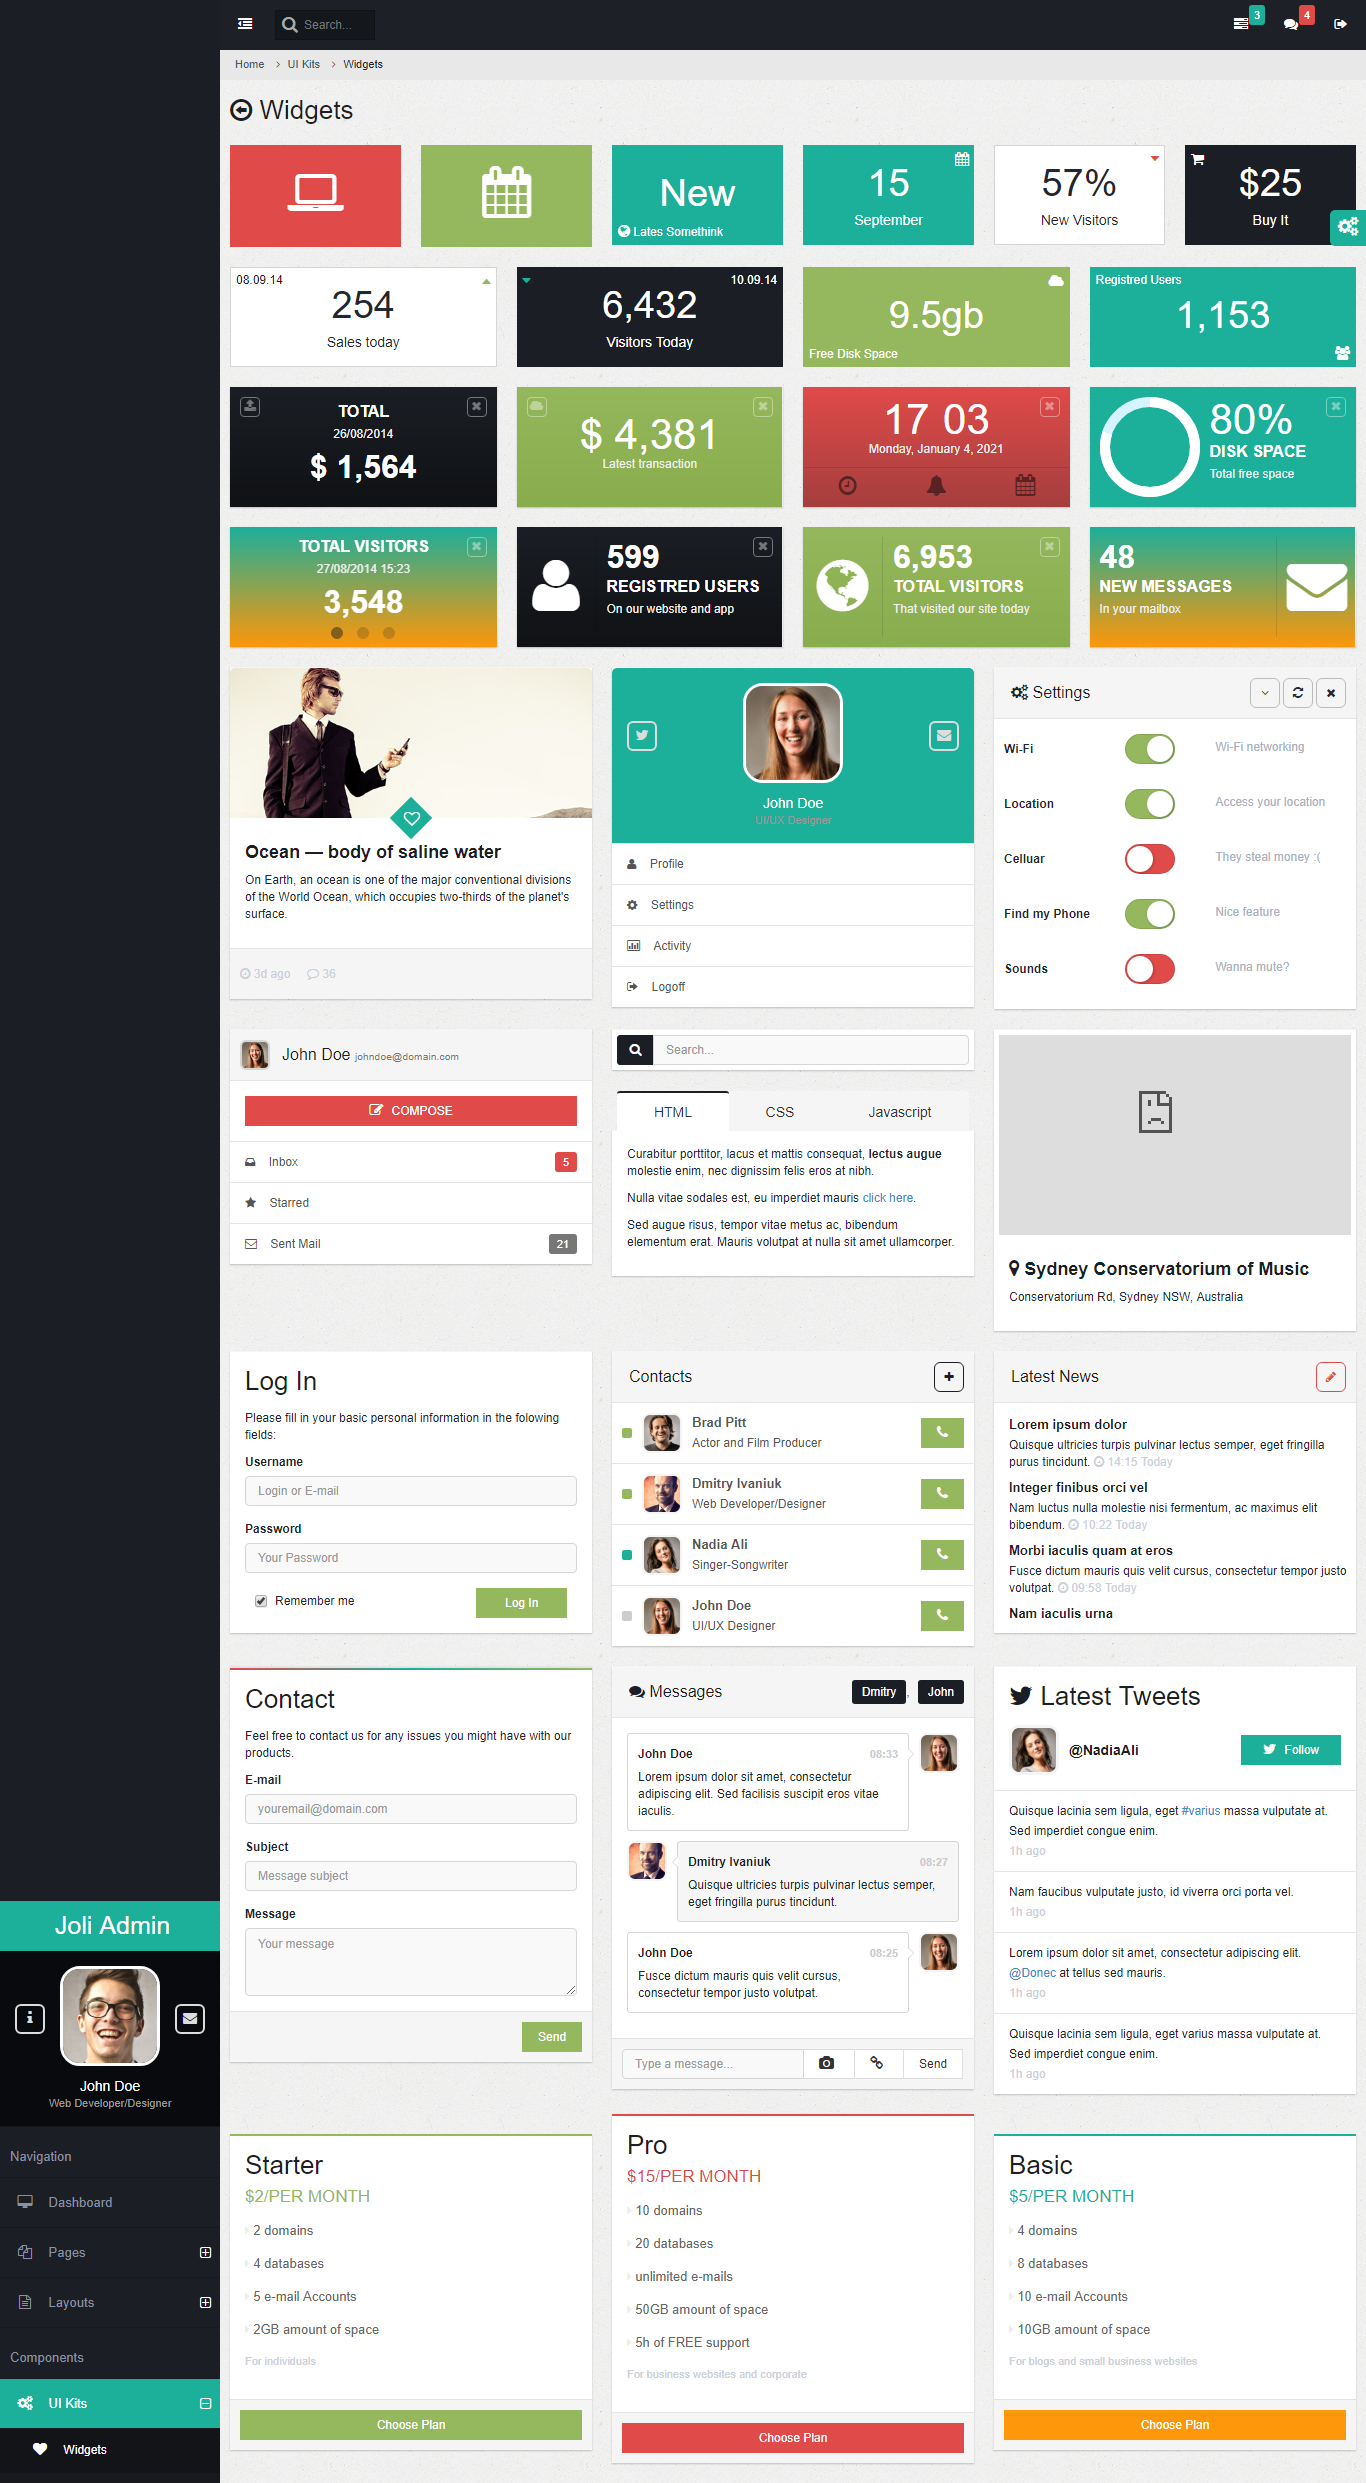 Search...
3
4
Home
UI Kits
Widgets
Widgets
New
Lates Somethink
15
September
57%
New Visitors
$25
Buy It
08.09.14
254
Sales today
10.09.14
6,432
Visitors Today
9.5gb
Free Disk Space
Registred Users
1,153
TOTAL
26/08/2014
$ 1,564
$ 4,381
Latest transaction
17 03
Monday, January 4, 2021
80%
DISK SPACE
Total free space
TOTAL VISITORS
27/08/2014 15:23
3,548
599
REGISTRED USERS
On our website and app
6,953
TOTAL VISITORS
That visited our site today
48
NEW MESSAGES
In your mailbox
Ocean — body of saline water
On Earth, an ocean is one of the major conventional divisions
of the World Ocean, which occupies two-thirds of the planet's
surface.
3d ago
36
John Doe
UI/UX Designer
Profile
Settings
Activity
Logoff
Settings
Wi-Fi
Wi-Fi networking
Location
Access your location
Celluar
They steal money :(
Find my Phone
Nice feature
Sounds
Wanna mute?
John Doe johndoe@domain.com
COMPOSE
Inbox
5
Starred
Sent Mail
21
Search...
HTML
CSS
Javascript
Curabitur porttitor, lacus et mattis consequat, lectus augue
molestie enim, nec dignissim felis eros at nibh.
Nulla vitae sodales est, eu imperdiet mauris click here.
Sed augue risus, tempor vitae metus ac, bibendum
elementum erat. Mauris volutpat at nulla sit amet ullamcorper.
Sydney Conservatorium of Music
Conservatorium Rd, Sydney NSW, Australia
Log In
Please fill in your basic personal information in the folowing
fields:
Username
Login or E-mail
Password
Your Password
Remember me
Log In
Contacts
Brad Pitt
Actor and Film Producer
Dmitry Ivaniuk
Web Developer/Designer
Nadia Ali
Singer-Songwriter
John Doe
UI/UX Designer
Latest News
Lorem ipsum dolor
Quisque ultricies turpis pulvinar lectus semper, eget fringilla
purus tincidunt. 14:15 Today
Integer finibus orci vel
Nam luctus nulla molestie nisi fermentum, ac maximus elit
bibendum. 10:22 Today
Morbi iaculis quam at eros
Fusce dictum mauris quis velit cursus, consectetur tempor justo
volutpat. 09:58 Today
Nam iaculis urna
Contact
Feel free to contact us for any issues you might have with our
products.
E-mail
youremail@domain.com
Subject
Message subject
Message
Your message
Send
Messages
Dmitry
,
John
John Doe
08:33
Lorem ipsum dolor sit amet, consectetur
adipiscing elit. Sed facilisis suscipit eros vitae
iaculis.
Dmitry Ivaniuk
08:27
Quisque ultricies turpis pulvinar lectus semper,
eget fringilla purus tincidunt.
John Doe
08:25
Fusce dictum mauris quis velit cursus,
consectetur tempor justo volutpat.
Type a message...
Send
Latest Tweets
@NadiaAli
Follow
Quisque lacinia sem ligula, eget #varius massa vulputate at.
Sed imperdiet congue enim.
1h ago
Nam faucibus vulputate justo, id viverra orci porta vel.
1h ago
Lorem ipsum dolor sit amet, consectetur adipiscing elit.
@Donec at tellus sed mauris.
1h ago
Quisque lacinia sem ligula, eget varius massa vulputate at.
Sed imperdiet congue enim.
1h ago
Joli Admin
John Doe
Web Developer/Designer
Navigation
Dashboard
Pages
Layouts
Components
UI Kits
Widgets
Starter
$2/PER MONTH
2 domains
4 databases
5 e-mail Accounts
2GB amount of space
For individuals
Choose Plan
Pro
$15/PER MONTH
10 domains
20 databases
unlimited e-mails
50GB amount of space
5h of FREE support
For business websites and corporate
Choose Plan
Basic
$5/PER MONTH
4 domains
8 databases
10 e-mail Accounts
10GB amount of space
For blogs and small business websites
Choose Plan